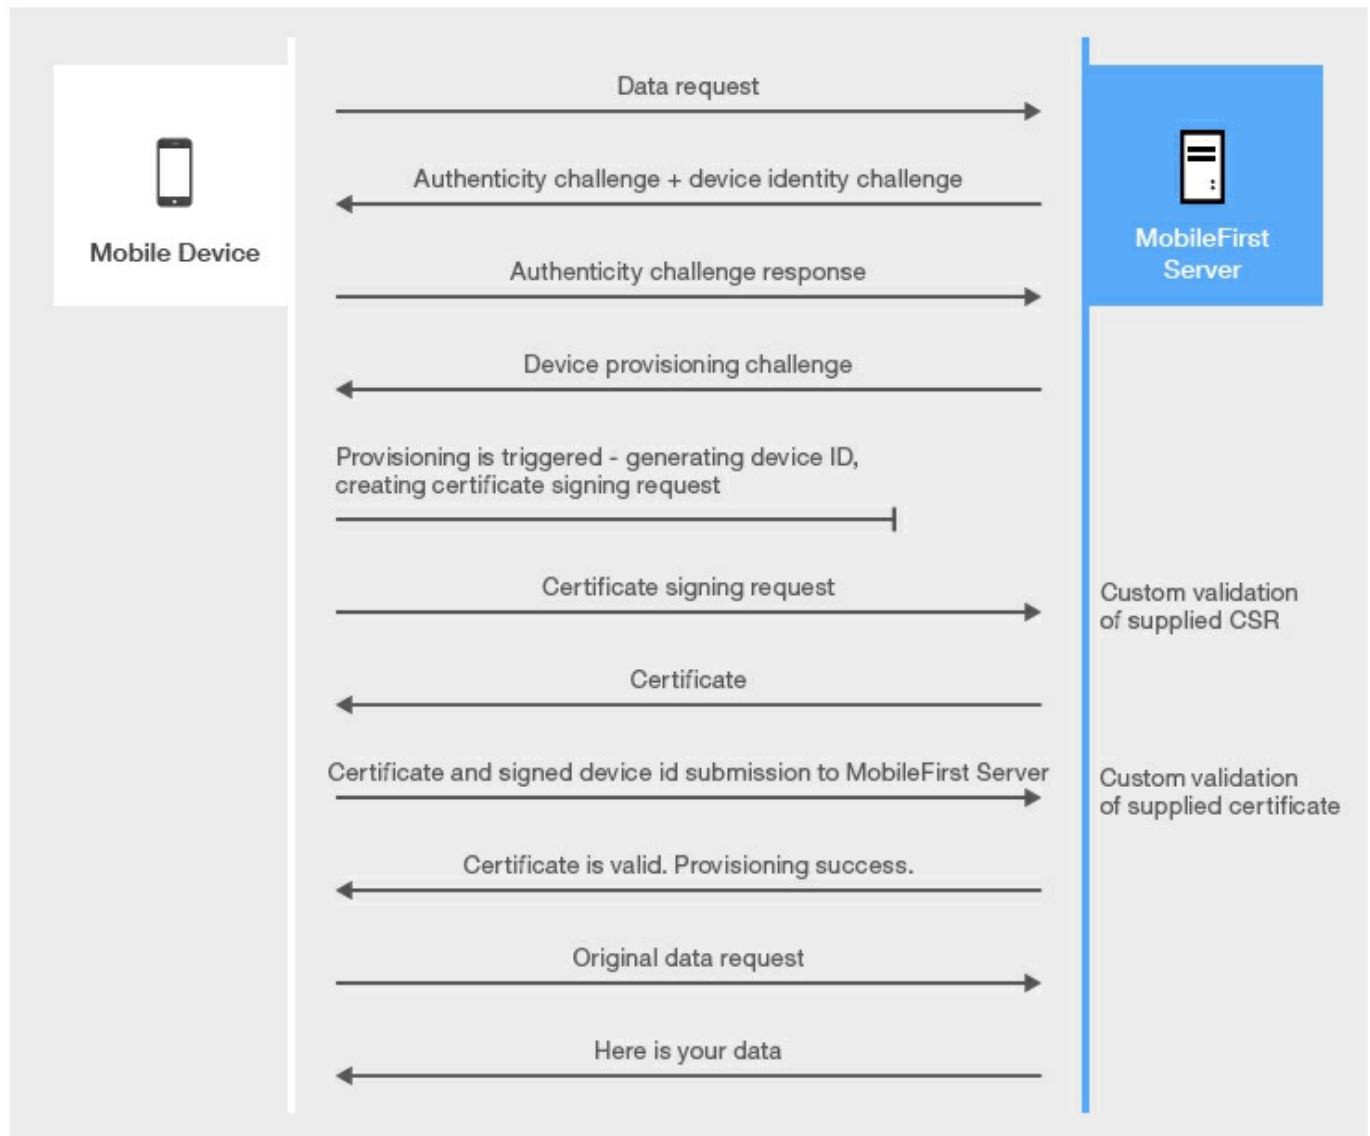 Data request
Authenticity challenge + device identity challenge
Mobile Device
MobileFirst
Server
Authenticity challenge response
Device provisioning challenge
Provisioning is triggered - generating device ID,
creating certificate signing request
Certificate signing request
Custom validation
of supplied CSR
Certificate
Certificate and signed device id submission to MobileFirst Server
Custom validation
of supplied certificate
Certificate is valid. Provisioning success.
Original data request
Here is your data